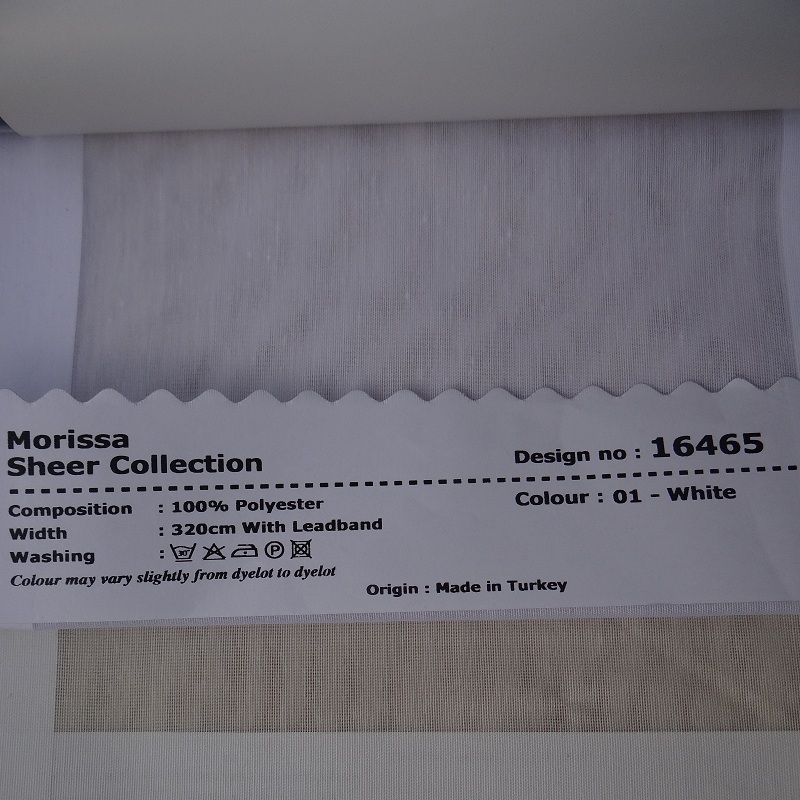 Morissa
Sheer Collection
Design no : 16465
Composition : 100% Polyester
Colour : 01 - White
Width : 320cm With Leadband
Washing : 30 P
Colour may vary slightly from dyelot to dyelot
Origin : Made in Turkey